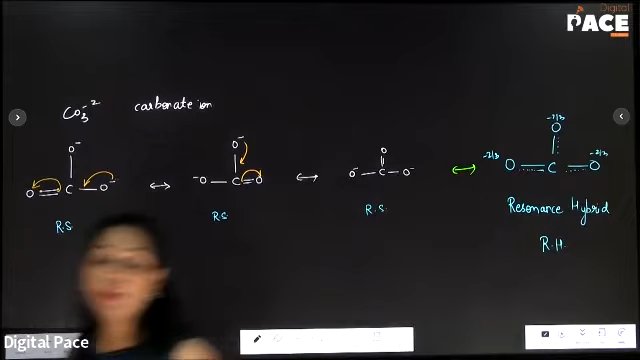 Digital
PACE
CO3-2 carbonate ion
O-
O = C - O-
R.S.
↔
O-
-O - C = O
R.S.
↔
O
O- - C - O-
R.S.
↔
-2/3
O
-2/3 O C O -2/3
Resonance Hybrid
R.H.
Digital Pace